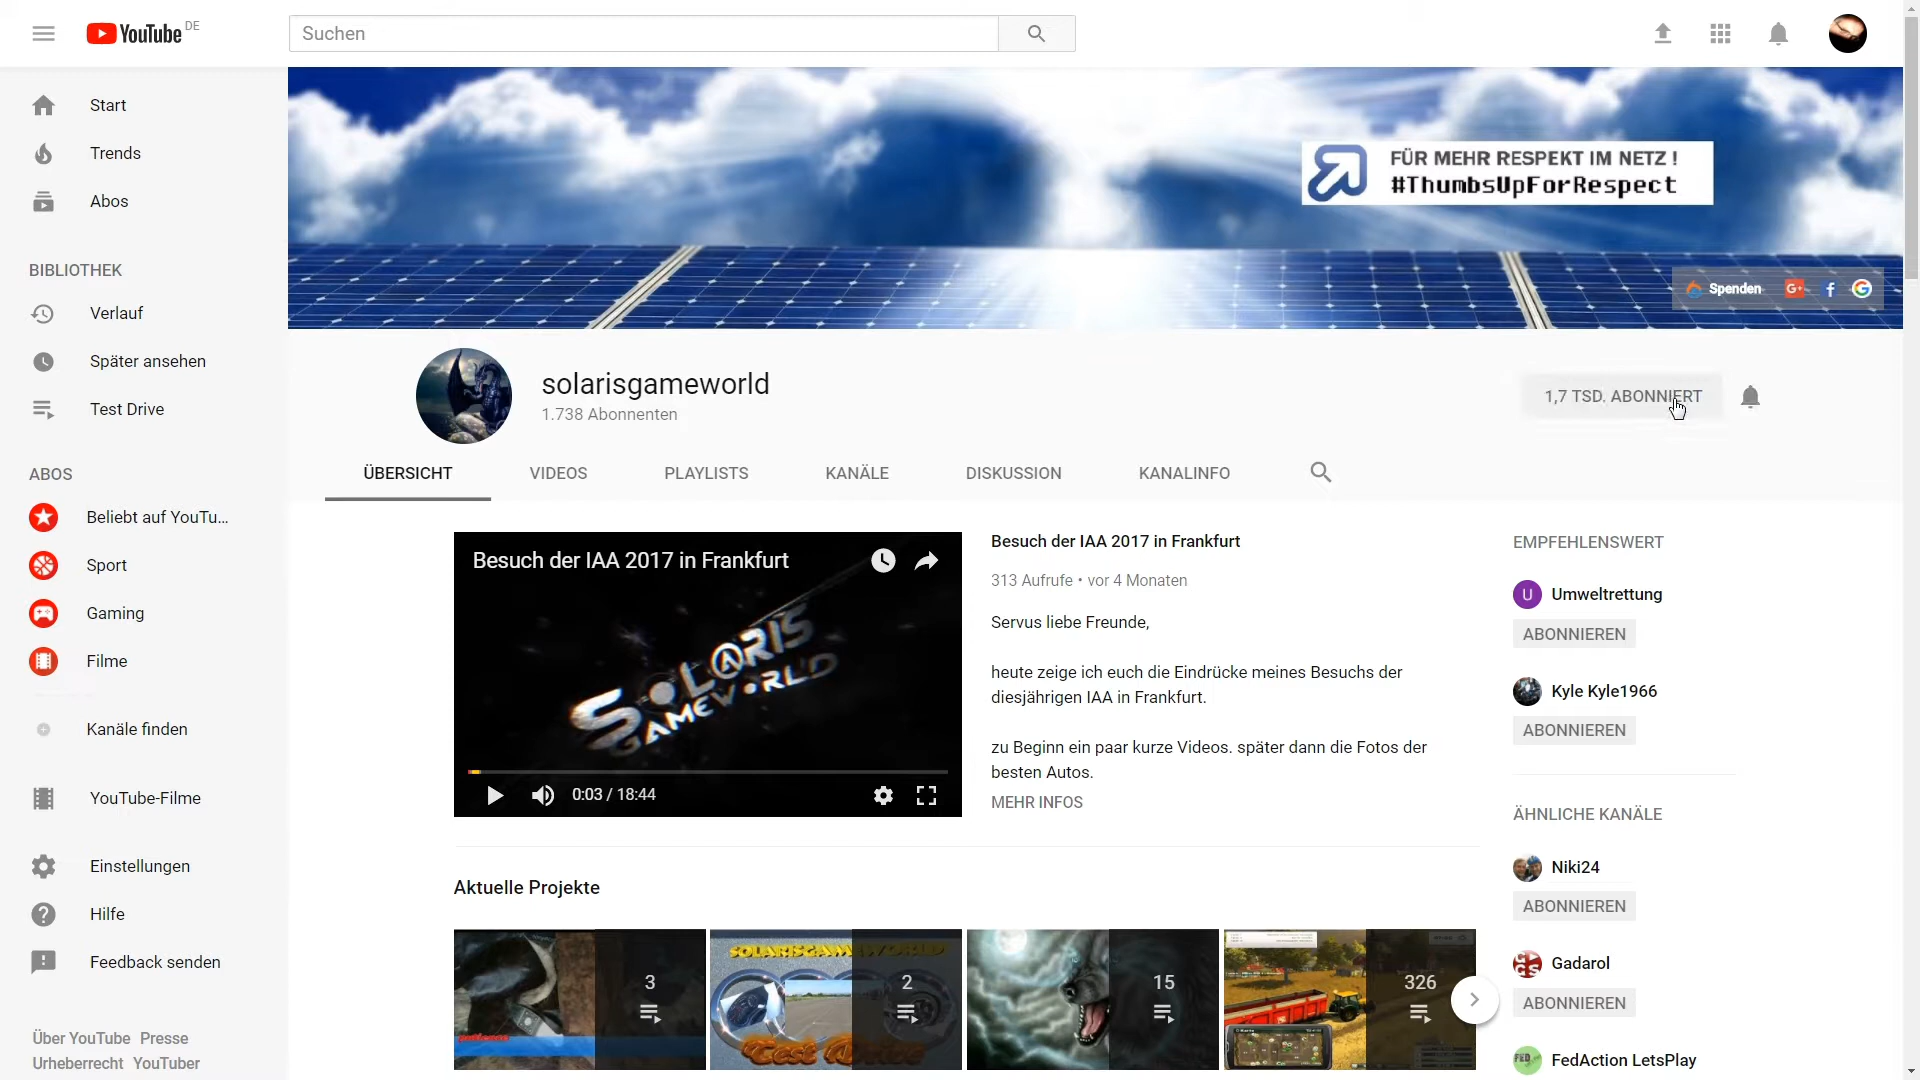 YouTube DE
Suchen
Start
Trends
Abos
BIBLIOTHEK
Verlauf
Später ansehen
Test Drive
ABOS
Beliebt auf YouTu...
Sport
Gaming
Filme
Kanäle finden
YouTube-Filme
Einstellungen
Hilfe
Feedback senden
Über YouTube Presse
Urheberrecht YouTuber
FÜR MEHR RESPEKT IM NETZ !
#ThumbsUpForRespect
Spenden
solarisgameworld
1.738 Abonnenten
1,7 TSD. ABONNIERT
ÜBERSICHT
VIDEOS
PLAYLISTS
KANÄLE
DISKUSSION
KANALINFO
Besuch der IAA 2017 in Frankfurt
SOLARIS
GAMEWORLD
0:03 / 18:44
Besuch der IAA 2017 in Frankfurt
313 Aufrufe • vor 4 Monaten
Servus liebe Freunde,
heute zeige ich euch die Eindrücke meines Besuchs der
diesjährigen IAA in Frankfurt.
zu Beginn ein paar kurze Videos. später dann die Fotos der
besten Autos.
MEHR INFOS
Aktuelle Projekte
3
SOLARISGAMEWORLD
Test Drive
2
15
326
EMPFEHLENSWERT
U
Umweltrettung
ABONNIEREN
Kyle Kyle1966
ABONNIEREN
ÄHNLICHE KANÄLE
Niki24
ABONNIEREN
Gadarol
ABONNIEREN
FED
FedAction LetsPlay